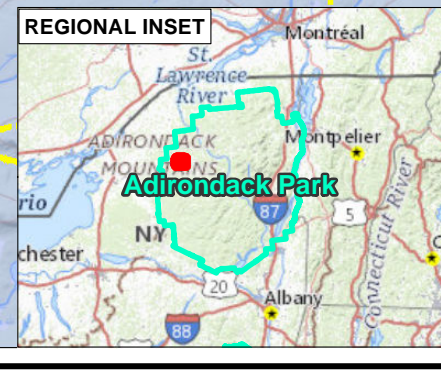 REGIONAL INSET
Montréal
St.
Lawrence
River
ADIRONDACK
MOUNTAINS
Montpelier
Adirondack Park
rio
87
5
NY
chester
Connecticut River
20
Albany
88